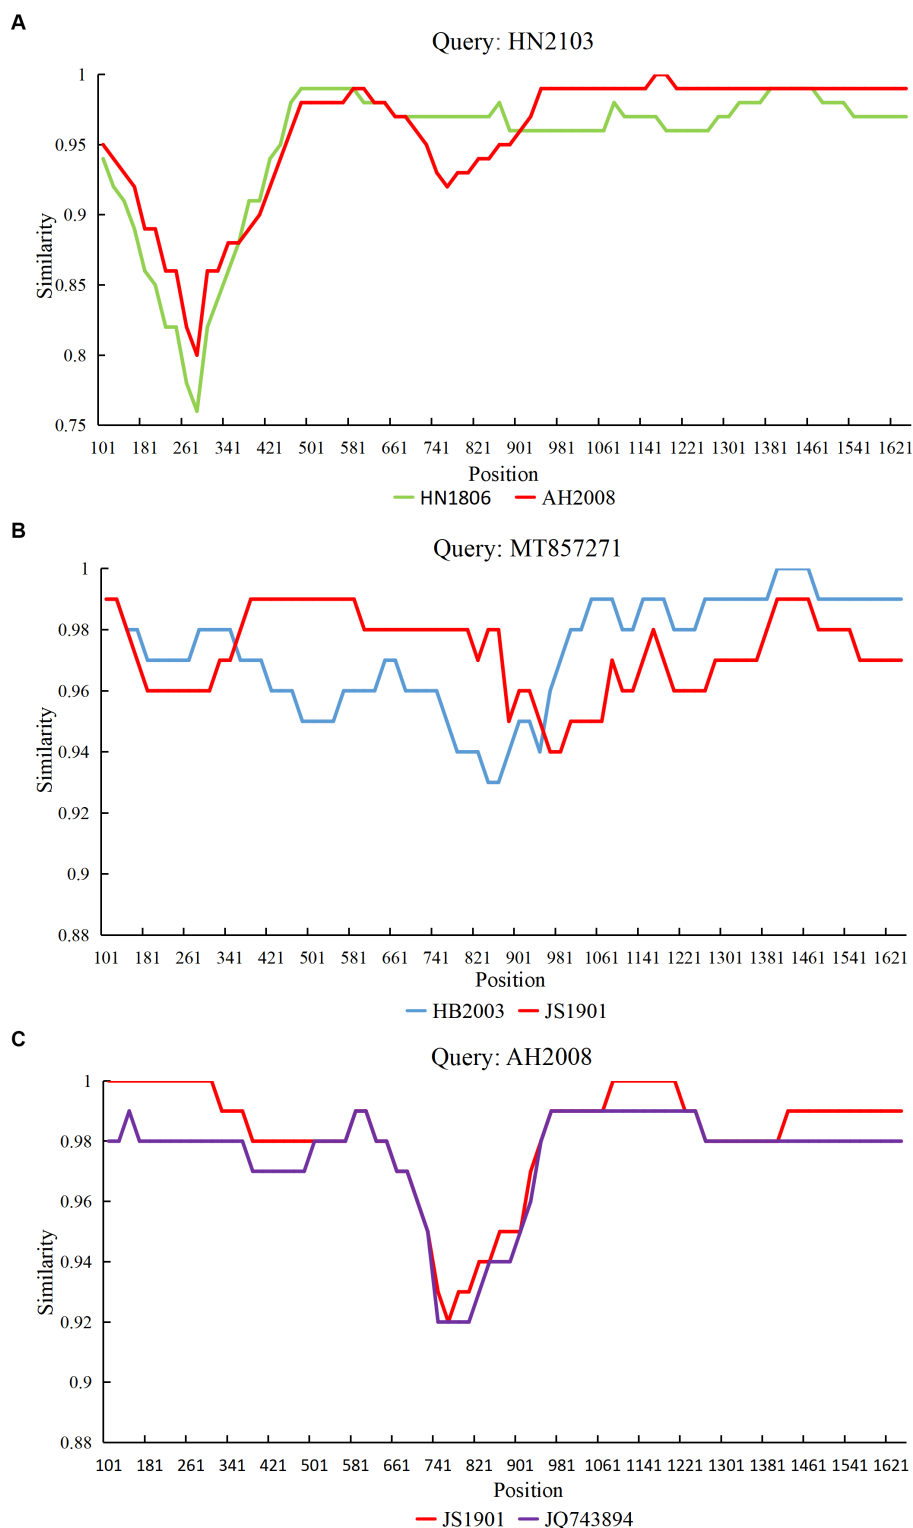 A
Query: HN2103
1
0.95
0.9
0.85
0.8
0.75
Similarity
101 181 261 341 421 501 581 661 741 821 901 981 1061 1141 1221 1301 1381 1461 1541 1621
Position
HN1806 AH2008
B
Query: MT857271
1
0.98
0.96
0.94
0.92
0.9
0.88
Similarity
101 181 261 341 421 501 581 661 741 821 901 981 1061 1141 1221 1301 1381 1461 1541 1621
Position
HB2003 JS1901
C
Query: AH2008
1
0.98
0.96
0.94
0.92
0.9
0.88
Similarity
101 181 261 341 421 501 581 661 741 821 901 981 1061 1141 1221 1301 1381 1461 1541 1621
Position
JS1901 JQ743894